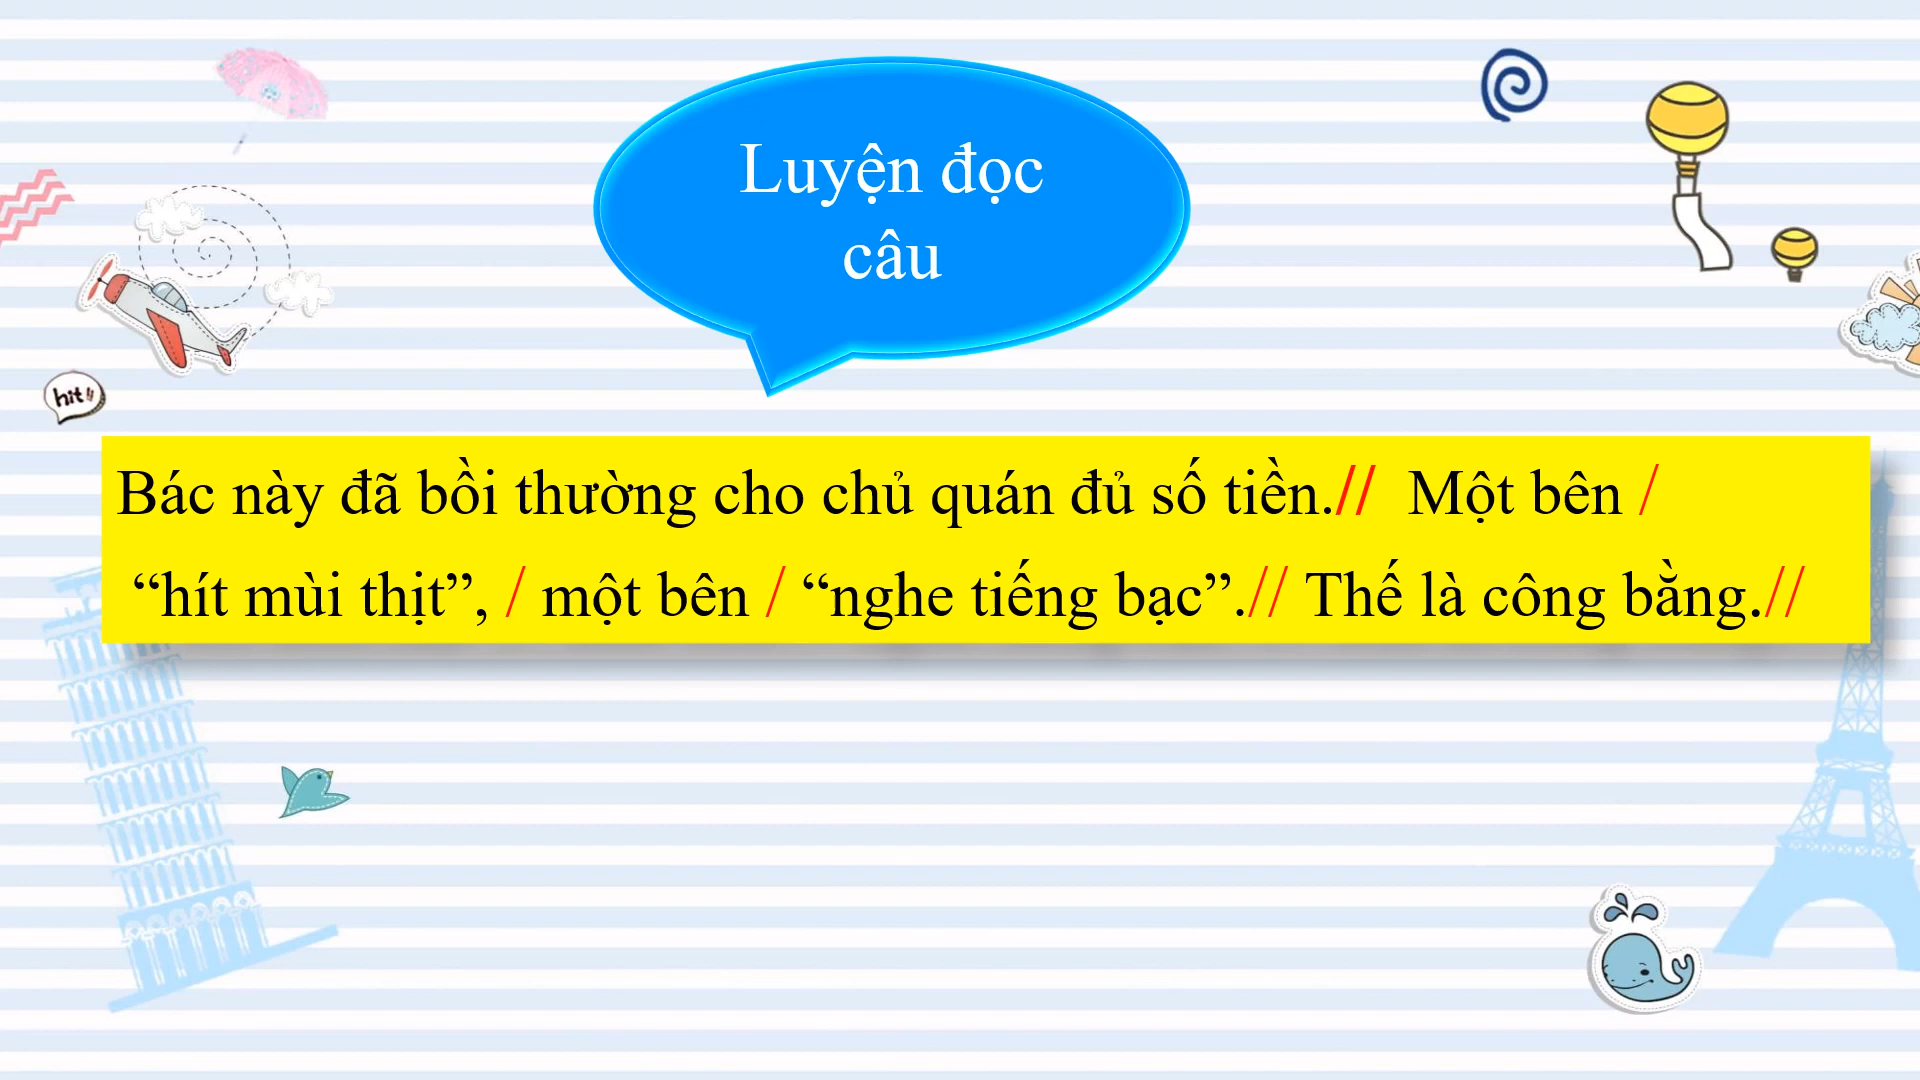 Luyện đọc
câu
hit!!
Bác này đã bồi thường cho chủ quán đủ số tiền.// Một bên /
“hít mùi thịt”, / một bên / “nghe tiếng bạc”.// Thế là công bằng.//